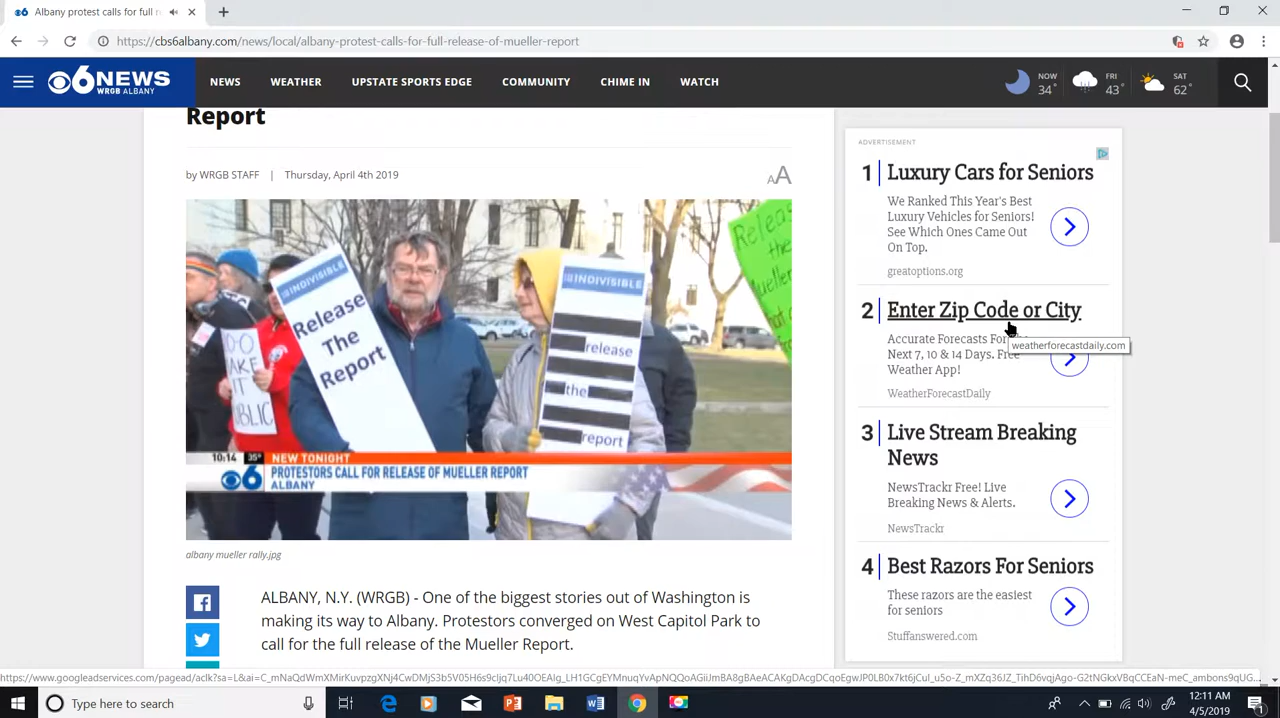 Albany protest calls for full r
https://cbs6albany.com/news/local/albany-protest-calls-for-full-release-of-mueller-report
6NEWS
WRGB ALBANY
NEWS
WEATHER
UPSTATE SPORTS EDGE
COMMUNITY
CHIME IN
WATCH
NOW
34°
FRI
43°
SAT
62°
Report
by WRGB STAFF | Thursday, April 4th 2019
AA
INDIVISIBLE
Release
The
Report
INDIVISIBLE
release
the
report
Release
the
Mueller
MAKE
IT
PUBLIC
10:14 35° NEW TONIGHT
6 PROTESTORS CALL FOR RELEASE OF MUELLER REPORT
ALBANY
albany mueller rally.jpg
ALBANY, N.Y. (WRGB) - One of the biggest stories out of Washington is
making its way to Albany. Protestors converged on West Capitol Park to
call for the full release of the Mueller Report.
ADVERTISEMENT
1 Luxury Cars for Seniors
We Ranked This Year's Best
Luxury Vehicles for Seniors!
See Which Ones Came Out
On Top.
greatoptions.org
2 Enter Zip Code or City
Accurate Forecasts For
weatherforecastdaily.com
Next 7, 10 & 14 Days. Free
Weather App!
WeatherForecastDaily
3 Live Stream Breaking
News
NewsTrackr Free! Live
Breaking News & Alerts.
NewsTrackr
4 Best Razors For Seniors
These razors are the easiest
for seniors
Stuffanswered.com
Type here to search
12:11 AM
4/5/2019